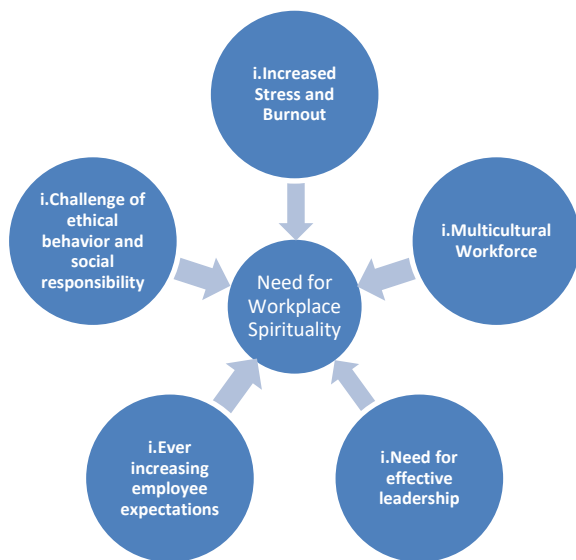 i.Increased
Stress and
Burnout
i.Challenge of
ethical
behavior and
social
responsibility
i.Multicultural
Workforce
Need for
Workplace
Spirituality
i.Ever
increasing
employee
expectations
i.Need for
effective
leadership